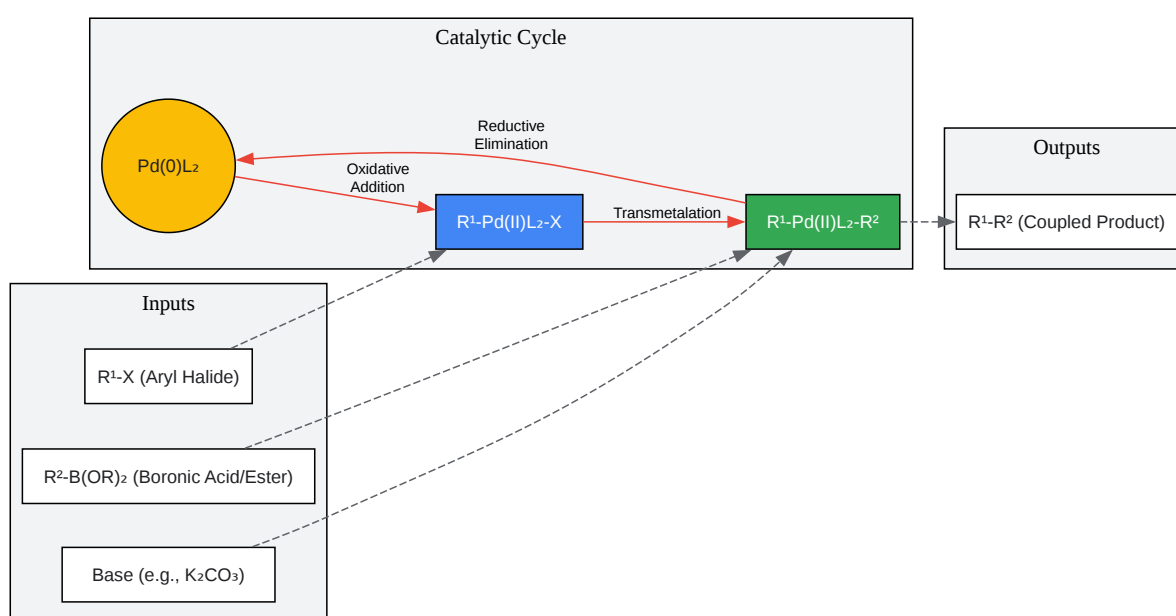 Catalytic Cycle
Pd(0)L₂
Reductive
Elimination
Oxidative
Addition
R¹-Pd(II)L₂-X
Transmetalation
R¹-Pd(II)L₂-R²
Outputs
R¹-R² (Coupled Product)
Inputs
R¹-X (Aryl Halide)
R²-B(OR)₂ (Boronic Acid/Ester)
Base (e.g., K₂CO₃)